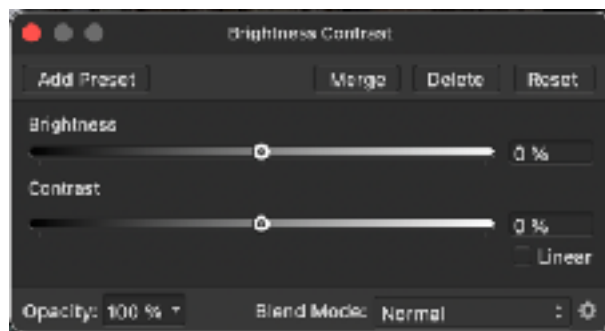 Brightness Contrast
Add Preset Merge Delete Reset
Brightness
0 %
Contrast
0 %
Linear
Opacity: 100 % Blend Mode: Normal